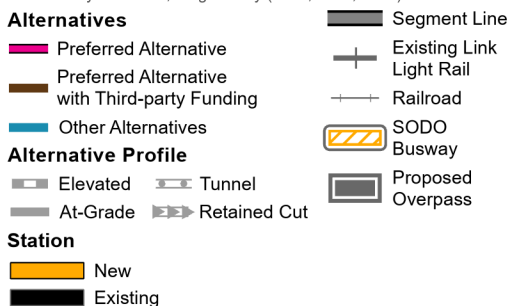 Alternatives
Preferred Alternative
Preferred Alternative
with Third-party Funding
Other Alternatives
Alternative Profile
Elevated
Tunnel
At-Grade
Retained Cut
Station
New
Existing
Segment Line
Existing Link
Light Rail
Railroad
SODO
Busway
Proposed
Overpass